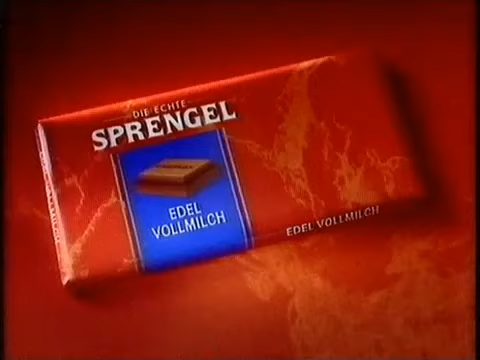 DIE ECHTE
SPRENGEL
EDEL
VOLLMILCH
EDEL VOLLMILCH